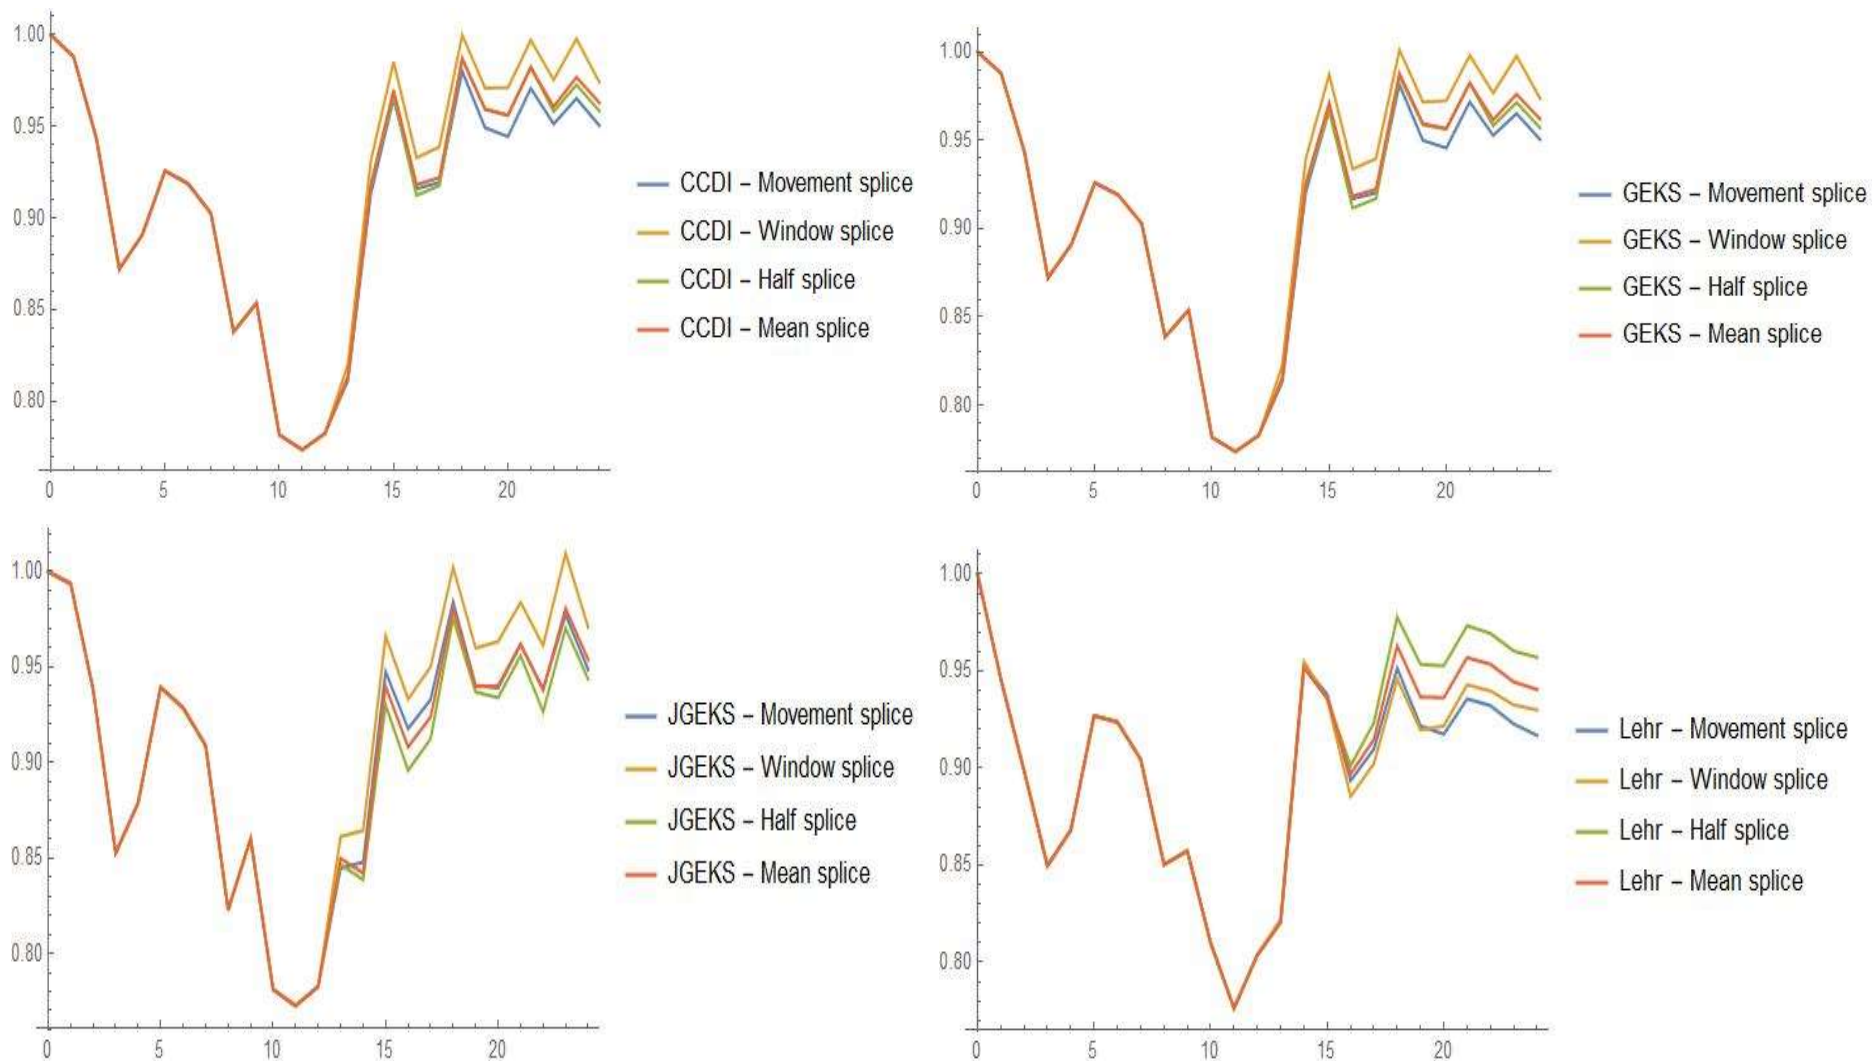 1.00
0.95
0.90
0.85
0.80
0 5 10 15 20
CCDI – Movement splice
CCDI – Window splice
CCDI – Half splice
CCDI – Mean splice
1.00
0.95
0.90
0.85
0.80
0 5 10 15 20
GEKS – Movement splice
GEKS – Window splice
GEKS – Half splice
GEKS – Mean splice
1.00
0.95
0.90
0.85
0.80
0 5 10 15 20
JGEKS – Movement splice
JGEKS – Window splice
JGEKS – Half splice
JGEKS – Mean splice
1.00
0.95
0.90
0.85
0.80
0 5 10 15 20
Lehr – Movement splice
Lehr – Window splice
Lehr – Half splice
Lehr – Mean splice